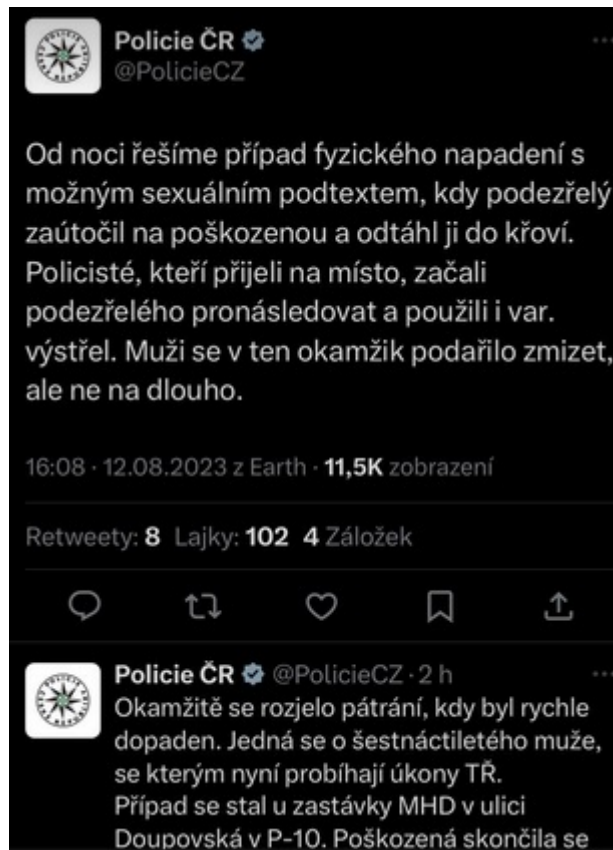 Policie ČR
@PolicieCZ
Od noci řešíme případ fyzického napadení s
možným sexuálním podtextem, kdy podezřelý
zaútočil na poškozenou a odtáhl ji do křoví.
Policisté, kteří přijeli na místo, začali
podezřelého pronásledovat a použili i var.
výstřel. Muži se v ten okamžik podařilo zmizet,
ale ne na dlouho.
16:08 · 12.08.2023 z Earth · 11,5K zobrazení
Retweety: 8 Lajky: 102 4 Záložek
Policie ČR @PolicieCZ · 2 h
Okamžitě se rozjelo pátrání, kdy byl rychle
dopaden. Jedná se o šestnáctiletého muže,
se kterým nyní probíhají úkony TŘ.
Případ se stal u zastávky MHD v ulici
Doupovská v P-10. Poškozená skončila se